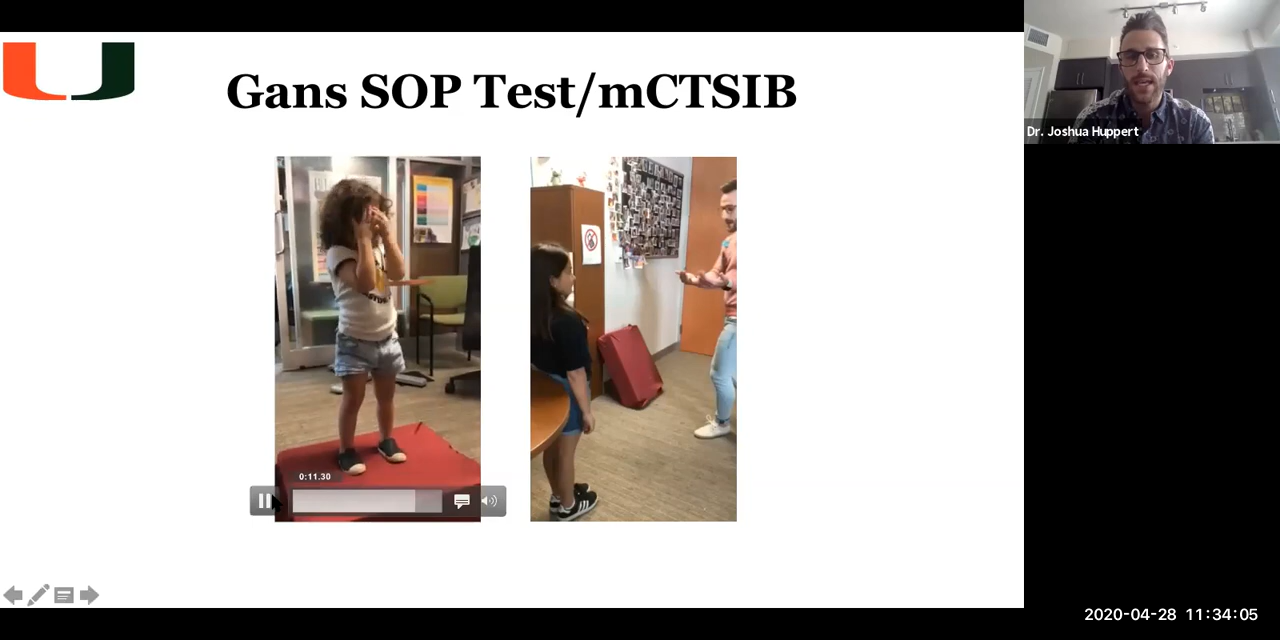 Gans SOP Test/mCTSIB
Dr. Joshua Huppert
0:11.30
2020-04-28 11:34:05